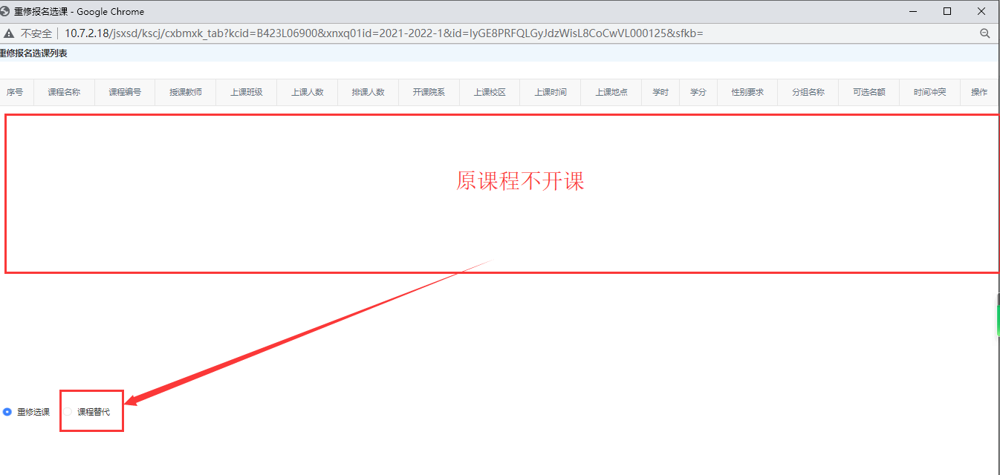 重修报名选课 - Google Chrome
不安全 10.7.2.18/jsxsd/kscj/cxbmxk_tab?kcid=B423L06900&xnxq01id=2021-2022-1&id=IyGE8PRFQLGyJdzWisL8CoCwVL000125&sfkb=
重修报名选课列表
序号 课程名称 课程编号 授课教师 上课班级 上课人数 排课人数 开课院系 上课校区 上课时间 上课地点 学时 学分 性别要求 分组名称 可选名额 时间冲突 操作
原课程不开课
重修选课 课程替代